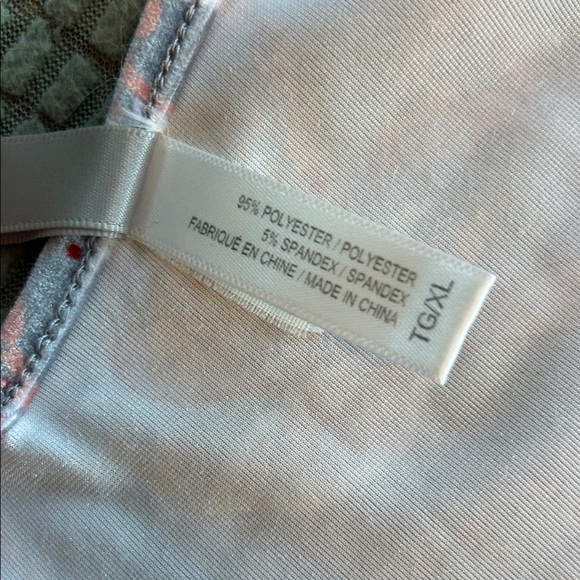 95% POLYESTER / POLYESTER
5% SPANDEX / SPANDEX
FABRIQUÉ EN CHINE / MADE IN CHINA
TG/XL